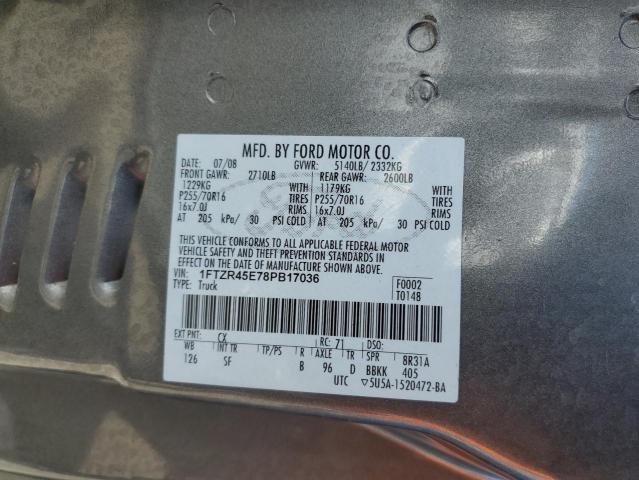 MFD. BY FORD MOTOR CO.
DATE: 07/08 GVWR: 5140LB/ 2332KG
FRONT GAWR: 2710LB REAR GAWR: 2600LB
1229KG WITH 1179KG WITH
P255/70R16 TIRES P255/70R16 TIRES
16x7.0J RIMS 16x7.0J RIMS
AT 205 kPa/ 30 PSI COLD AT 205 kPa/ 30 PSI COLD
THIS VEHICLE CONFORMS TO ALL APPLICABLE FEDERAL MOTOR
VEHICLE SAFETY AND THEFT PREVENTION STANDARDS
IN EFFECT ON THE DATE OF MANUFACTURE SHOWN ABOVE.
VIN: 1FTZR45E78PB17036 F0002
TYPE: Truck T0148
EXT PNT: CX RC: 71 DSO:
WB INT TR TP/PS R AXLE TR SPR 8R31A
126 SF B 96 D BBKK 405
UTC ▽5U5A-1520472-BA